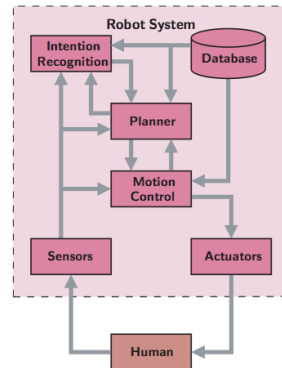 Robot System
Intention
Recognition
Database
Planner
Motion
Control
Sensors
Actuators
Human